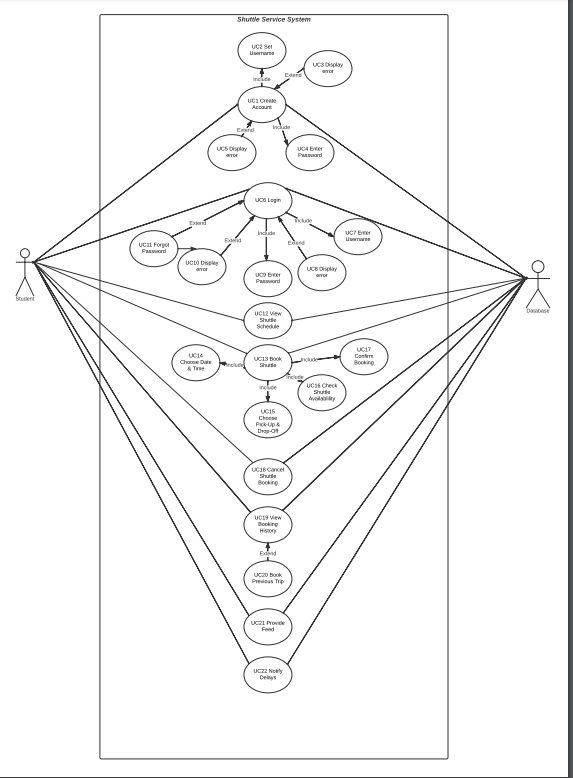 Shuttle Service System
UC2 Set
Username
UC3 Display
error
Extend
Include
UC1 Create
Account
Extend
Include
UC5 Display
error
UC4 Enter
Password
UC6 Login
Extend
Include
Include
UC7 Enter
Username
UC11 Forgot
Password
Extend
Extend
UC10 Display
error
UC9 Enter
Password
UC8 Display
error
Student
Database
UC12 View
Shuttle
Schedule
UC14
Choose Date
& Time
Include
UC13 Book
Shuttle
Include
UC17
Confirm
Booking
Include
Include
UC16 Check
Shuttle
Availability
UC15
Choose
Pick-Up &
Drop-Off
UC18 Cancel
Shuttle
Booking
UC19 View
Booking
History
Extend
UC20 Book
Previous Trip
UC21 Provide
Feed
UC22 Notify
Delays